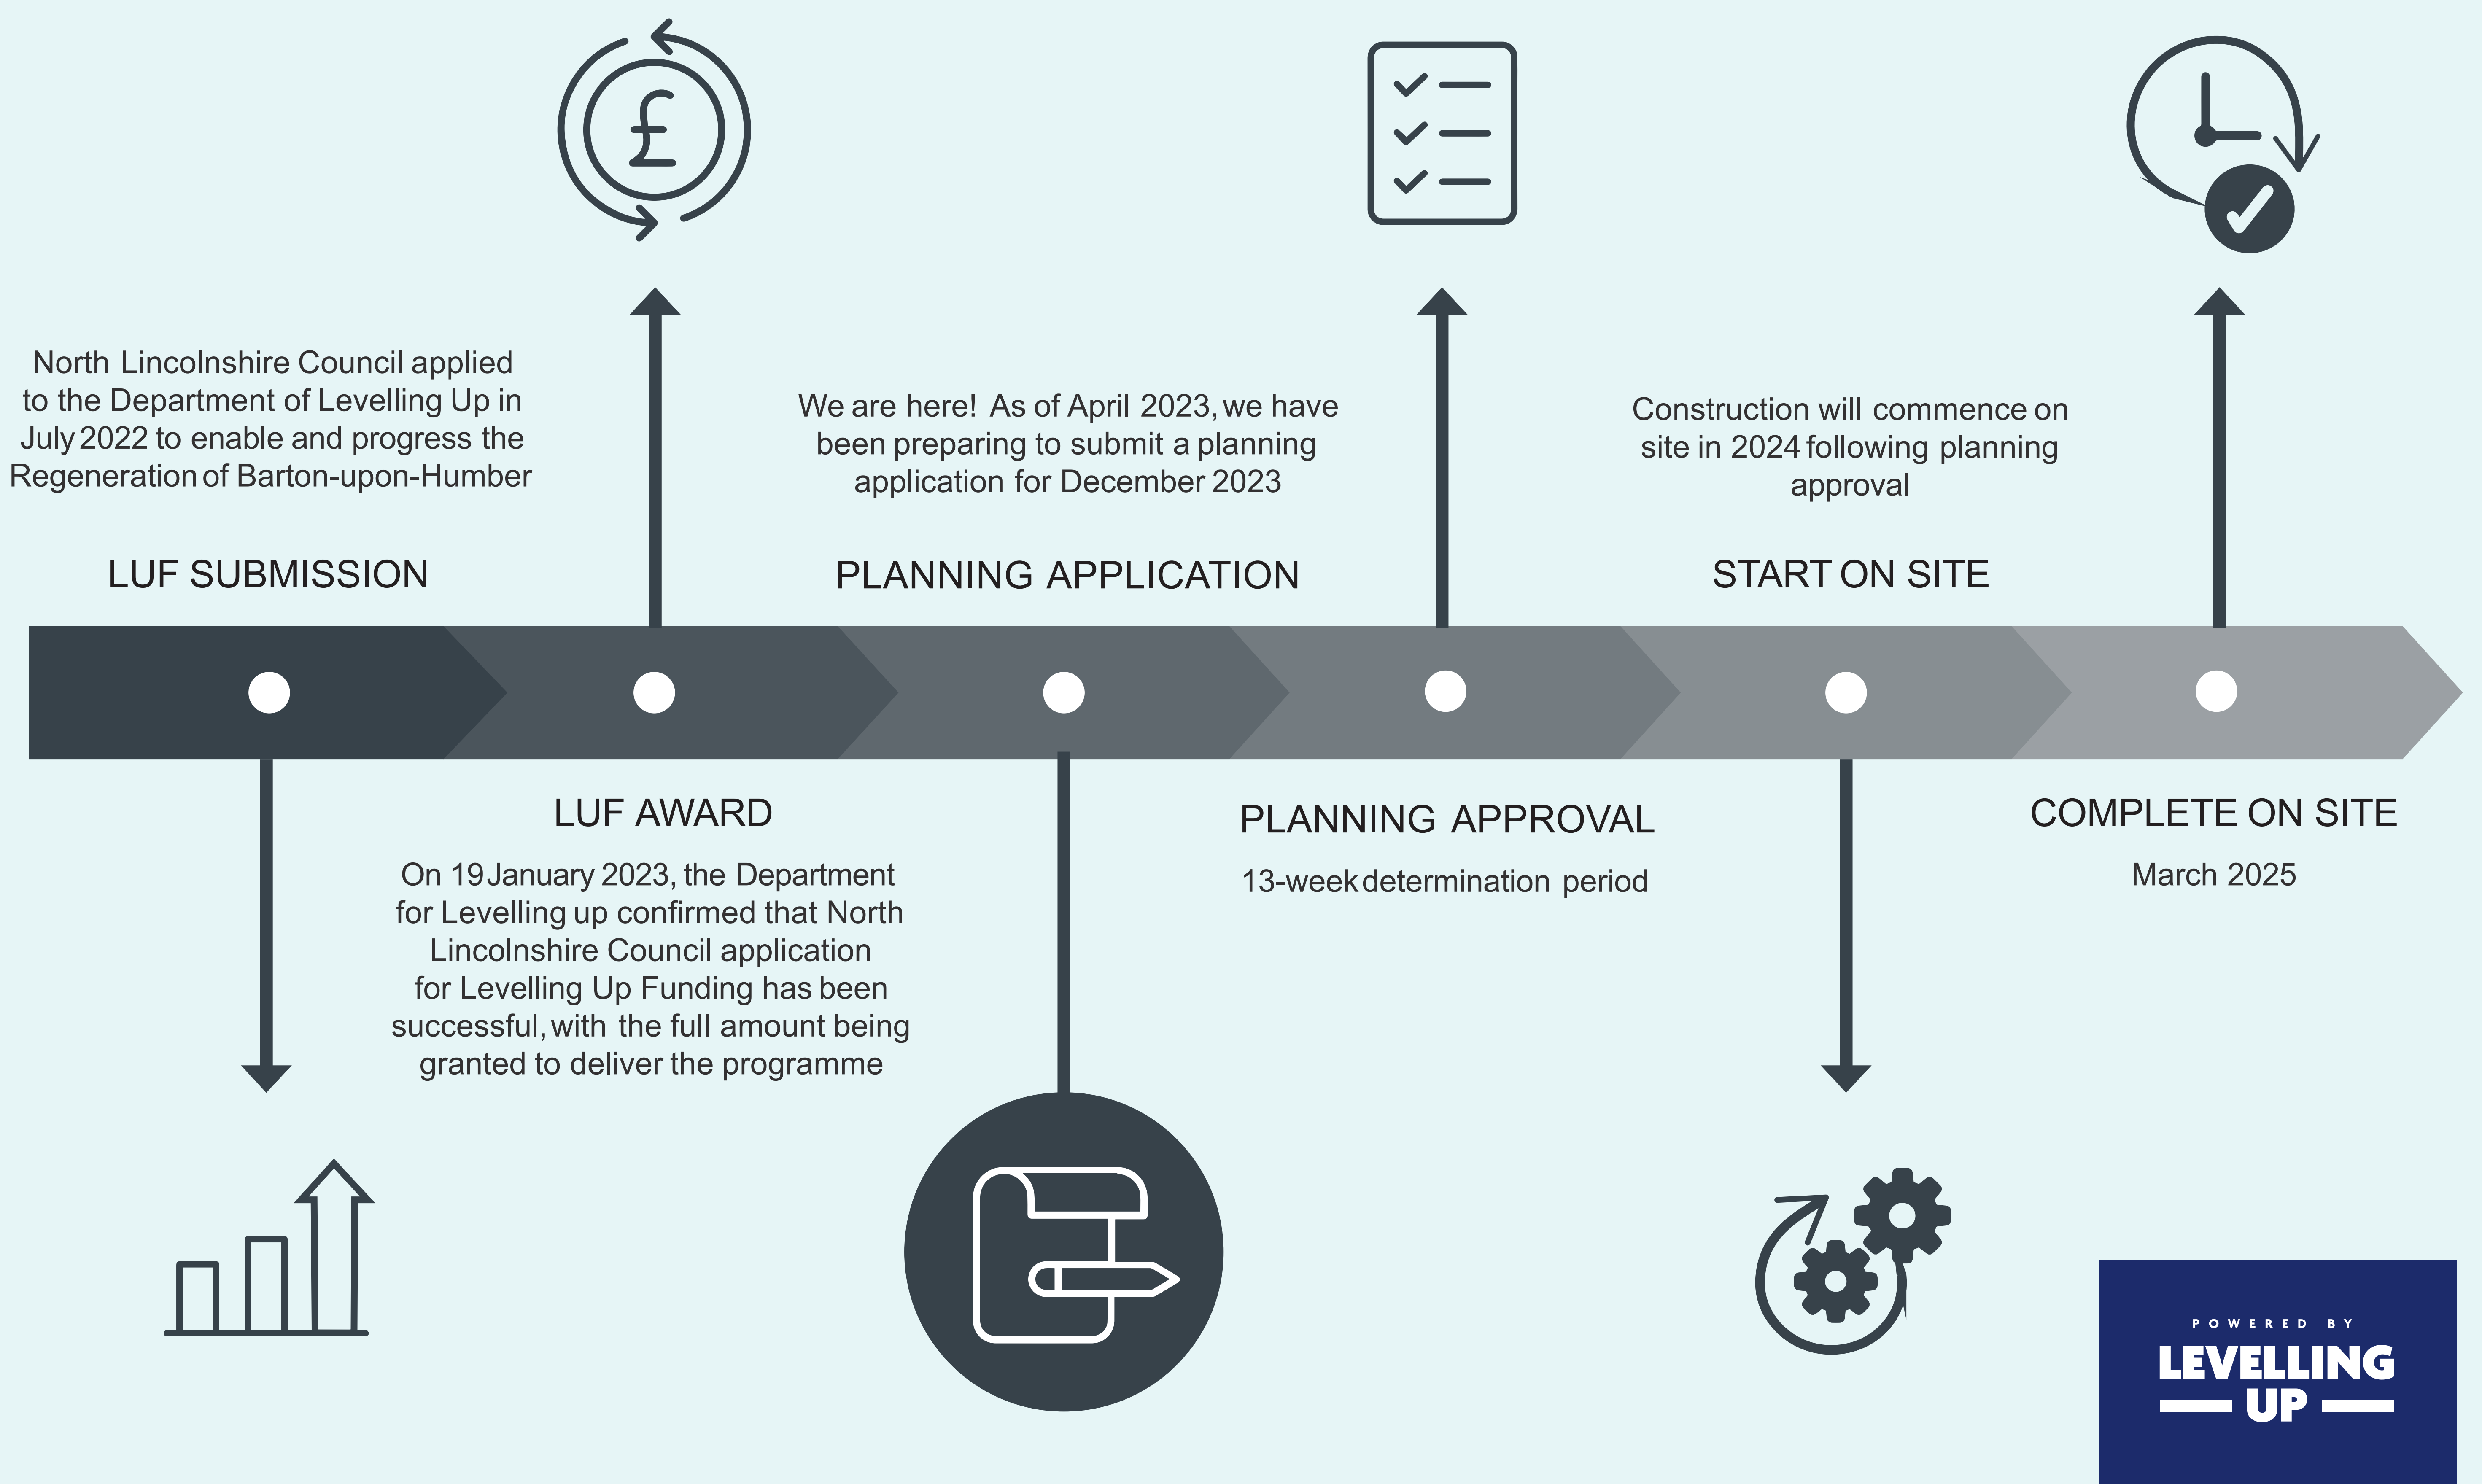 North Lincolnshire Council applied
to the Department of Levelling Up in
July 2022 to enable and progress the
Regeneration of Barton-upon-Humber
LUF SUBMISSION
LUF AWARD
On 19 January 2023, the Department
for Levelling up confirmed that North
Lincolnshire Council application
for Levelling Up Funding has been
successful, with the full amount being
granted to deliver the programme
We are here! As of April 2023, we have
been preparing to submit a planning
application for December 2023
PLANNING APPLICATION
PLANNING APPROVAL
13-week determination period
Construction will commence on
site in 2024 following planning
approval
START ON SITE
COMPLETE ON SITE
March 2025
POWERED BY
LEVELLING
UP